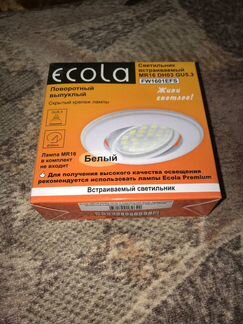 ecola
Светильник
встраиваемый
MR16 DH03 GU5.3
FW1601EFS
Поворотный
выпуклый
Скрытый крепеж лампы
Живи
светлее!
Лампа MR16
в комплект
не входит
Белый
Для получения высокого качества освещения
рекомендуется использовать лампы Ecola Premium
Встраиваемый светильник